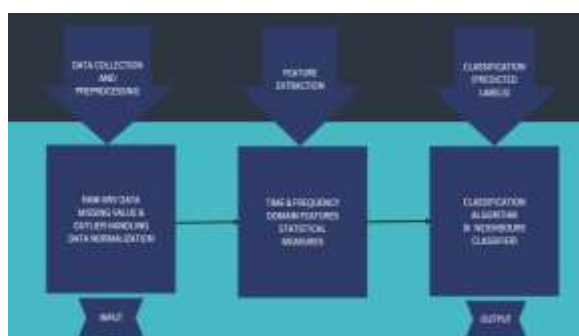 DATA COLLECTION
AND
PREPROCESSING
FEATURE
EXTRACTION
CLASSIFICATION
(PREDICTED
LABELS)
RAW HRV DATA
MISSING VALUE &
OUTLIER HANDLING
DATA NORMALIZATION
TIME & FREQUENCY
DOMAIN FEATURES
STATISTICAL
MEASURES
CLASSIFICATION
ALGORITHM
NEIGHBOURS
CLASSIFIER)
INPUT
OUTPUT